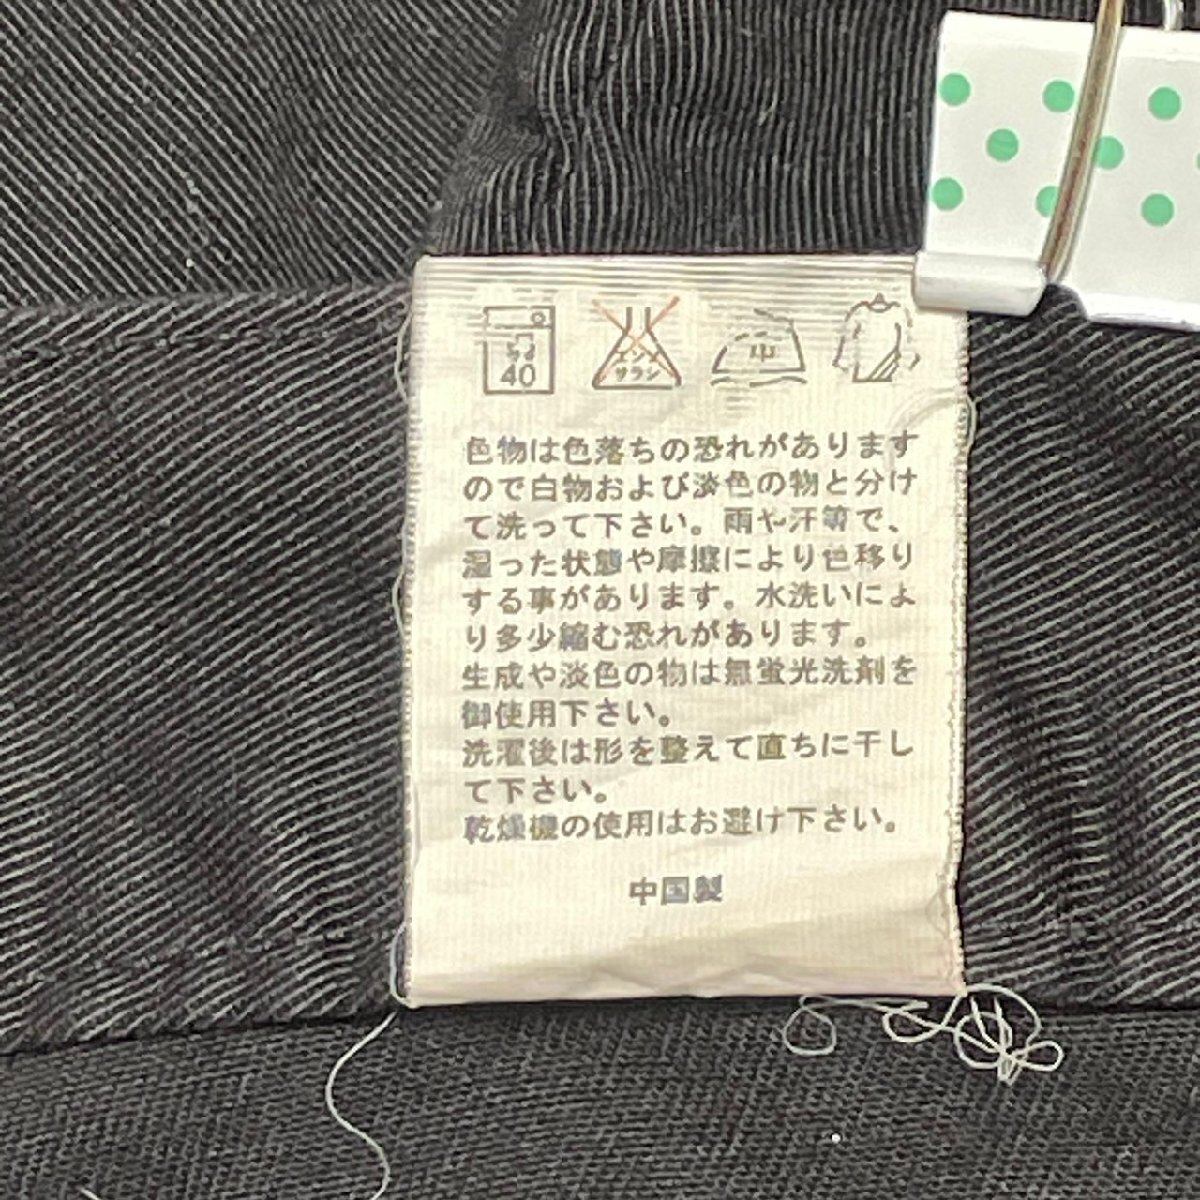 弱
40
エンソ
サラシ
中
色物は色落ちの恐れがあります
ので白物および淡色の物と分け
て洗って下さい。雨や汗等で、
湿った状態や摩擦により色移り
する事があります。水洗いによ
り多少縮む恐れがあります。
生成や淡色の物は無蛍光洗剤を
御使用下さい。
洗濯後は形を整えて直ちに干し
て下さい。
乾燥機の使用はお避け下さい。
中国製